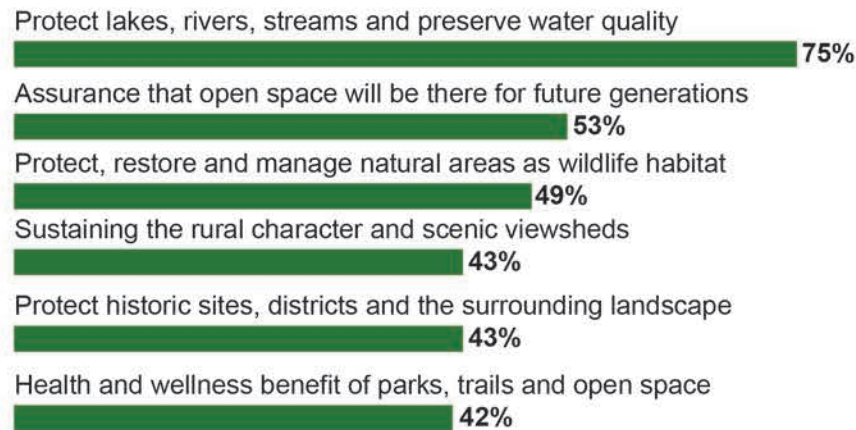 Protect lakes, rivers, streams and preserve water quality
75%
Assurance that open space will be there for future generations
53%
Protect, restore and manage natural areas as wildlife habitat
49%
Sustaining the rural character and scenic viewsheds
43%
Protect historic sites, districts and the surrounding landscape
43%
Health and wellness benefit of parks, trails and open space
42%